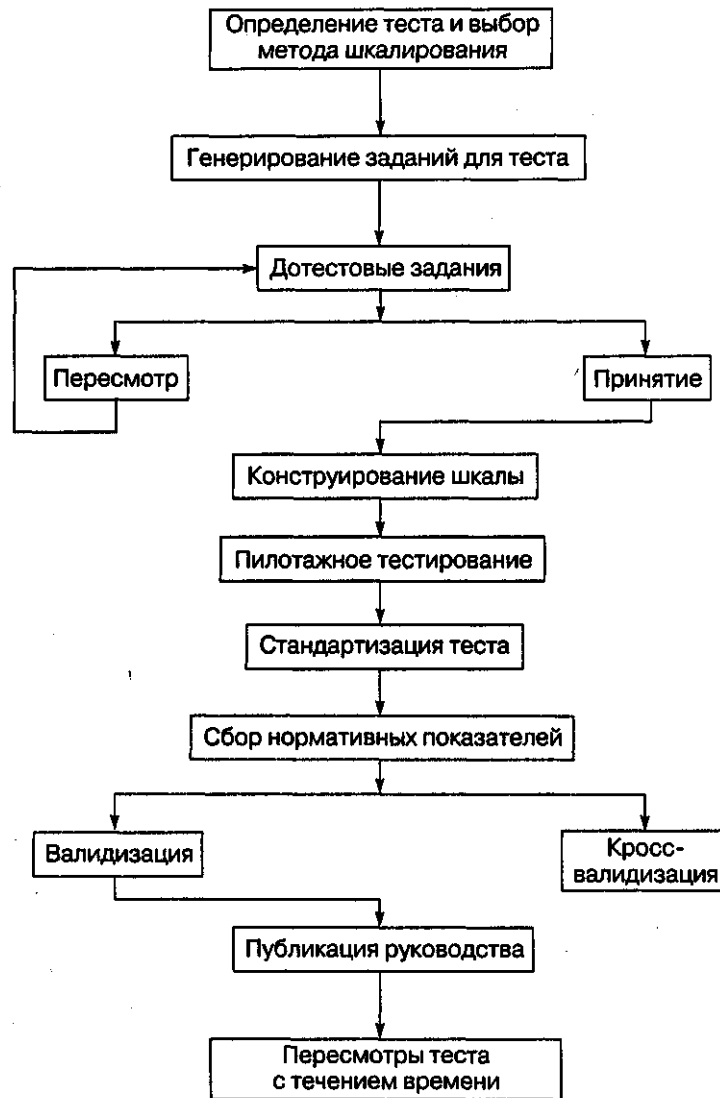 Определение теста и выбор
метода шкалирования
Генерирование заданий для теста
Дотестовые задания
Пересмотр
Принятие
Конструирование шкалы
Пилотажное тестирование
Стандартизация теста
Сбор нормативных показателей
Валидизация
Кросс-
валидизация
Публикация руководства
Пересмотры теста
с течением времени